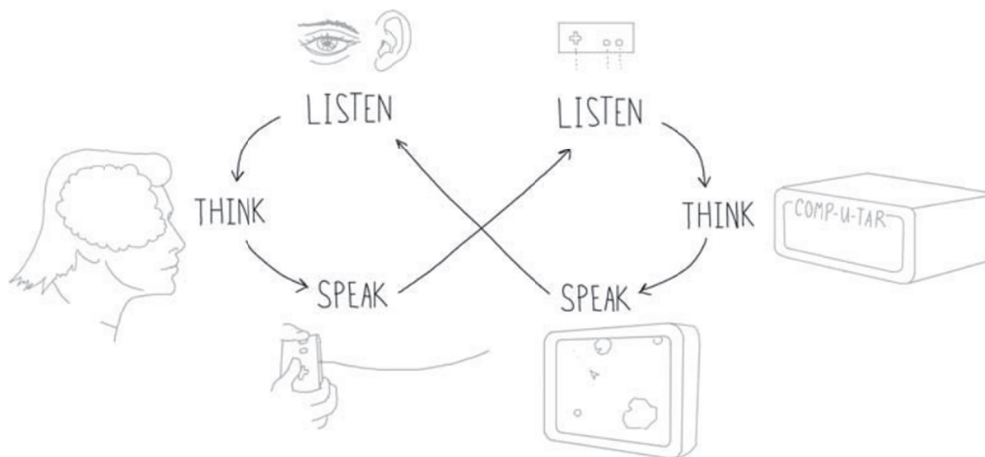 LISTEN
LISTEN
THINK
THINK
COMP-U-TAR
SPEAK
SPEAK